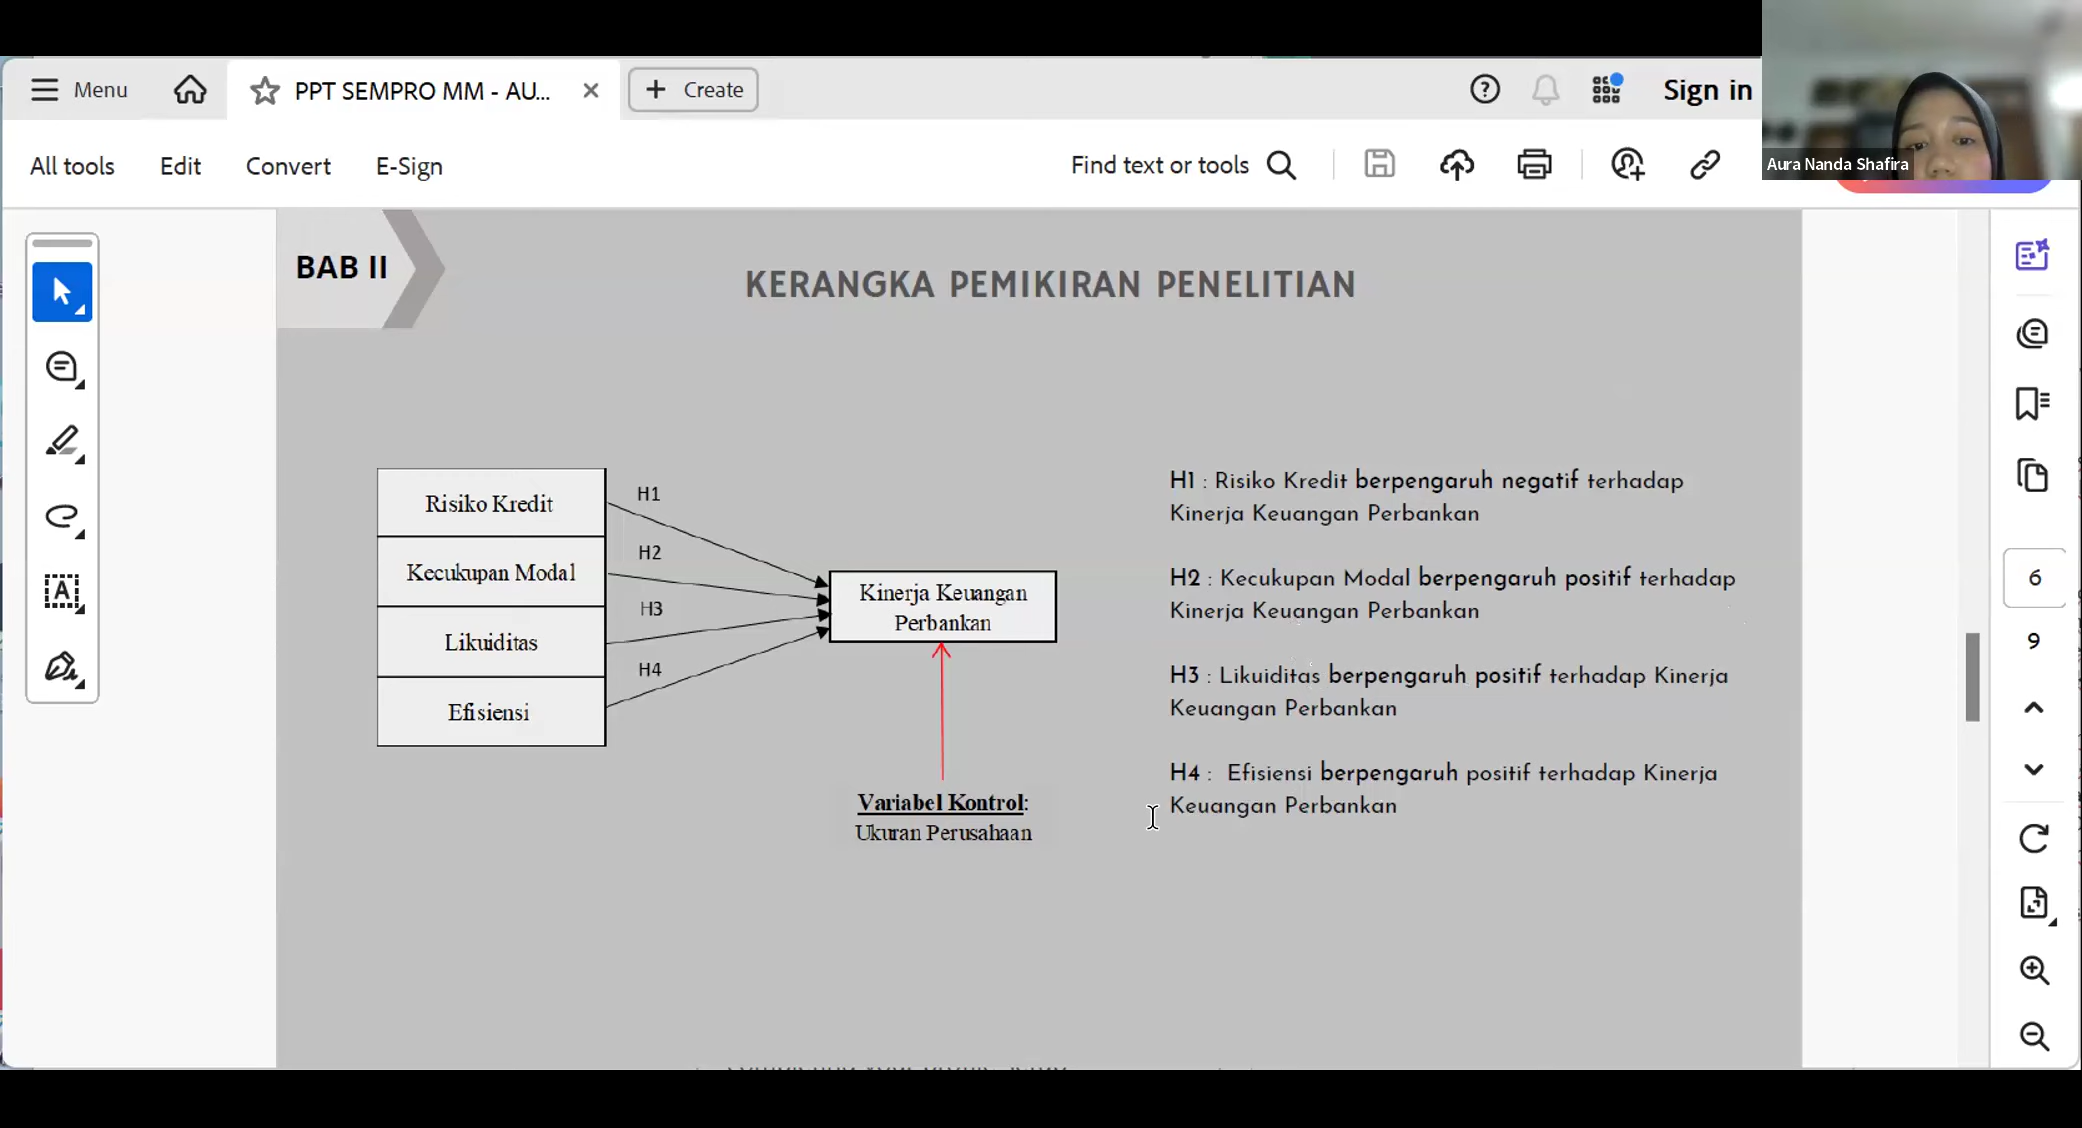 Menu
PPT SEMPRO MM - AU...
Create
Sign in
Aura Nanda Shafira
All tools
Edit
Convert
E-Sign
Find text or tools
BAB II
KERANGKA PEMIKIRAN PENELITIAN
Risiko Kredit
Kecukupan Modal
Likuiditas
Efisiensi
H1
H2
H3
H4
Kinerja Keuangan
Perbankan
Variabel Kontrol:
Ukuran Perusahaan
H1 : Risiko Kredit berpengaruh negatif terhadap
Kinerja Keuangan Perbankan
H2 : Kecukupan Modal berpengaruh positif terhadap
Kinerja Keuangan Perbankan
H3 : Likuiditas berpengaruh positif terhadap Kinerja
Keuangan Perbankan
H4 : Efisiensi berpengaruh positif terhadap Kinerja
Keuangan Perbankan
6
9